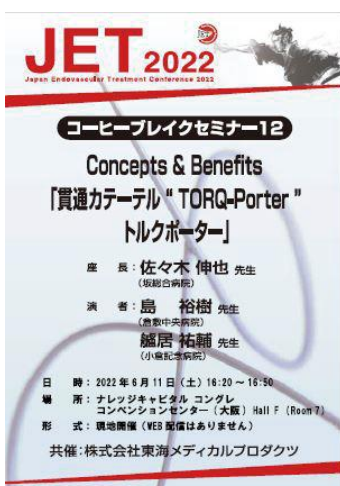 JET2022
Japan Endovascular Treatment Conference 2022
コーヒーブレイクセミナー12
Concepts & Benefits
「貫通カテーテル“ TORQ-Porter ”
トルクポーター」
座　長：佐々木 伸也 先生
（坂総合病院）
演　者：島　裕樹 先生
（倉敷中央病院）
艫居 祐輔 先生
（小倉記念病院）
日　時：2022年6月11日（土）16:20～16:50
場　所：ナレッジキャピタル コングレ
コンベンションセンター（大阪）Hall F（Room 7）
形　式：現地開催（WEB配信はありません）
共催：株式会社東海メディカルプロダクツ